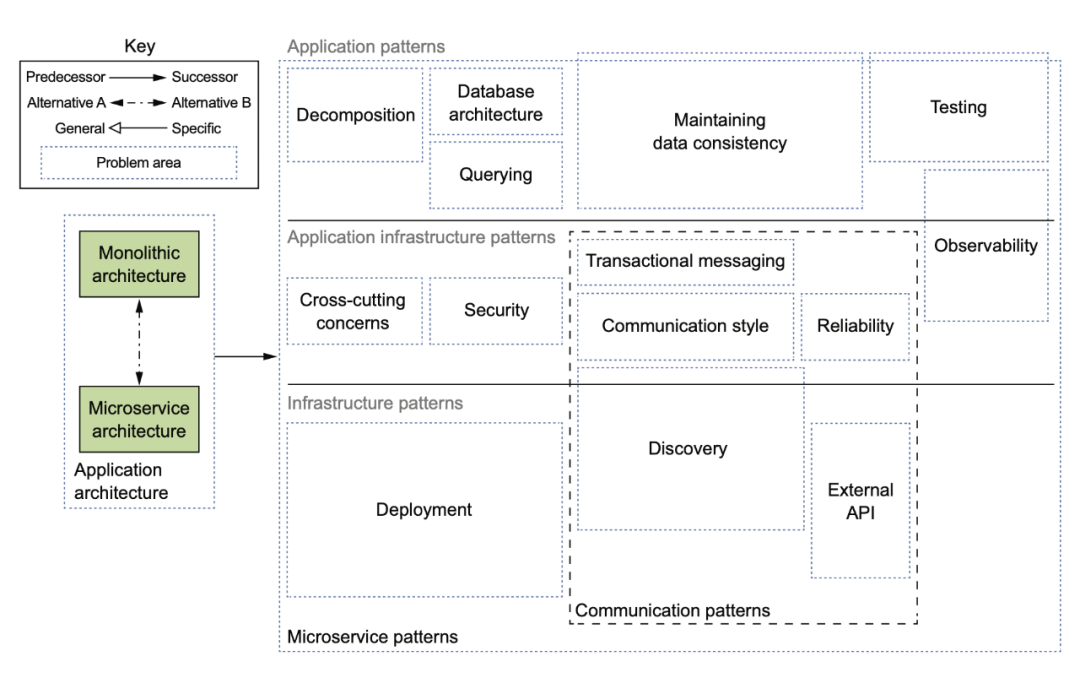 Key
Predecessor Successor
Alternative A Alternative B
General Specific
Problem area
Monolithic
architecture
Microservice
architecture
Application
architecture
Application patterns
Decomposition
Database
architecture
Querying
Maintaining
data consistency
Testing
Observability
Application infrastructure patterns
Cross-cutting
concerns
Security
Transactional messaging
Communication style
Reliability
Infrastructure patterns
Deployment
Discovery
External
API
Communication patterns
Microservice patterns